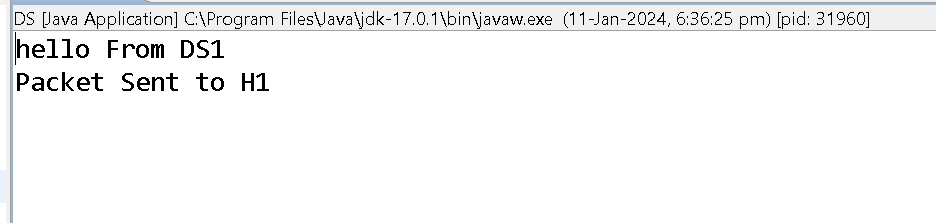 DS [Java Application] C:\Program Files\Java\jdk-17.0.1\bin\javaw.exe (11-Jan-2024, 6:36:25 pm) [pid: 31960]
hello From DS1
Packet Sent to H1